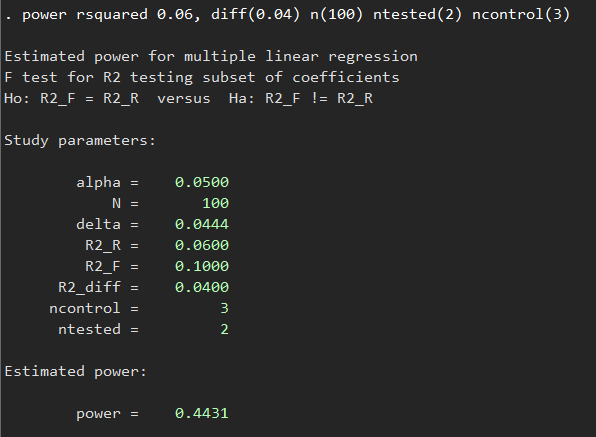 . power rsquared 0.06, diff(0.04) n(100) ntested(2) ncontrol(3)
Estimated power for multiple linear regression
F test for R2 testing subset of coefficients
Ho: R2_F = R2_R  versus  Ha: R2_F != R2_R
Study parameters:
alpha =    0.0500
N =       100
delta =    0.0444
R2_R =    0.0600
R2_F =    0.1000
R2_diff =    0.0400
ncontrol =         3
ntested =         2
Estimated power:
power =    0.4431